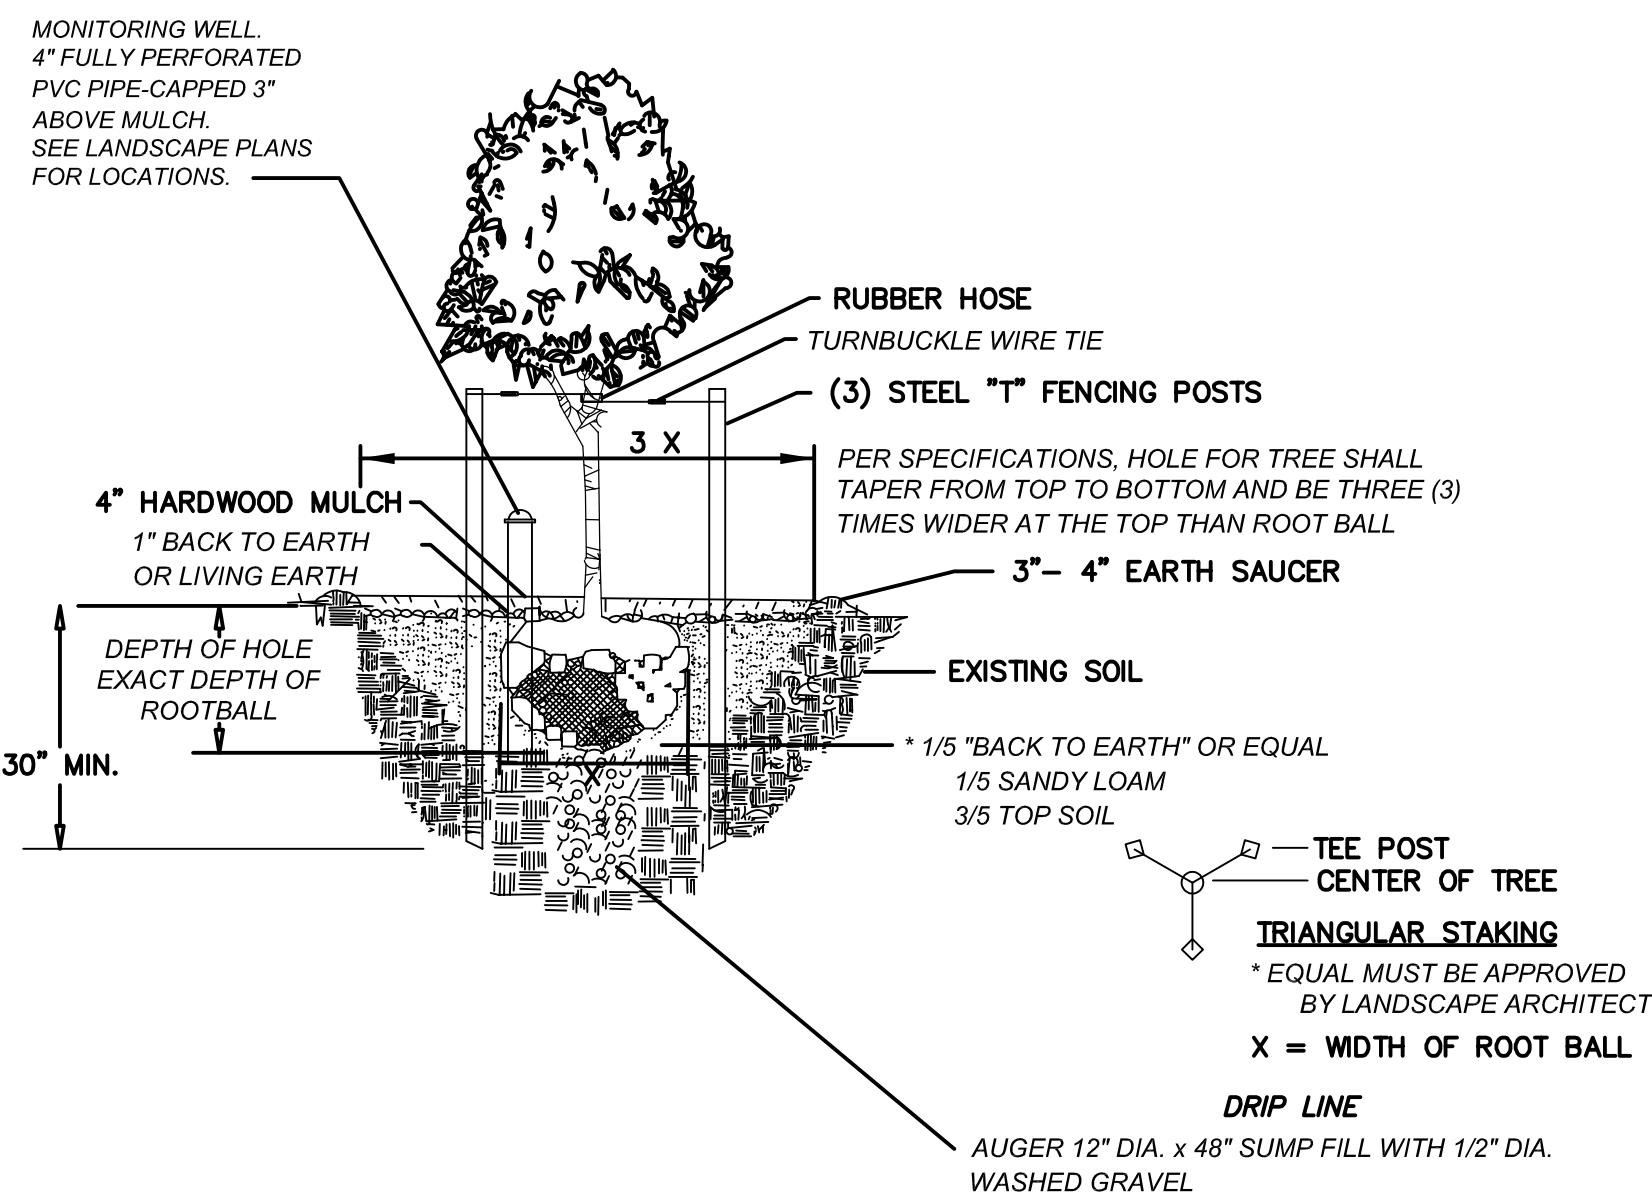 MONITORING WELL.
4" FULLY PERFORATED
PVC PIPE-CAPPED 3"
ABOVE MULCH.
SEE LANDSCAPE PLANS
FOR LOCATIONS.
RUBBER HOSE
TURNBUCKLE WIRE TIE
(3) STEEL "T" FENCING POSTS
3 X
PER SPECIFICATIONS, HOLE FOR TREE SHALL
TAPER FROM TOP TO BOTTOM AND BE THREE (3)
TIMES WIDER AT THE TOP THAN ROOT BALL
4" HARDWOOD MULCH
1" BACK TO EARTH
OR LIVING EARTH
3"- 4" EARTH SAUCER
DEPTH OF HOLE
EXACT DEPTH OF
ROOTBALL
EXISTING SOIL
30" MIN.
X
* 1/5 "BACK TO EARTH" OR EQUAL
1/5 SANDY LOAM
3/5 TOP SOIL
TEE POST
CENTER OF TREE
TRIANGULAR STAKING
* EQUAL MUST BE APPROVED
BY LANDSCAPE ARCHITECT
X = WIDTH OF ROOT BALL
DRIP LINE
AUGER 12" DIA. x 48" SUMP FILL WITH 1/2" DIA.
WASHED GRAVEL